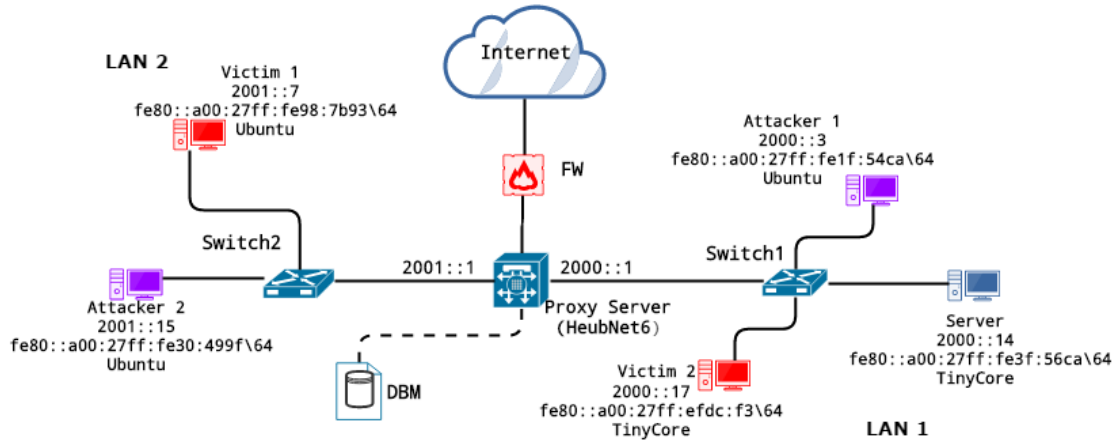 Internet
LAN 2
Victim 1
2001::7
fe80::a00:27ff:fe98:7b93\64
Ubuntu
FW
Attacker 1
2000::3
fe80::a00:27ff:fe1f:54ca\64
Ubuntu
Switch2
Switch1
2001::1
2000::1
Proxy Server
(HeubNet6)
Attacker 2
2001::15
fe80::a00:27ff:fe30:499f\64
Ubuntu
Server
2000::14
fe80::a00:27ff:fe3f:56ca\64
TinyCore
DBM
Victim 2
2000::17
fe80::a00:27ff:efdc:f3\64
TinyCore
LAN 1